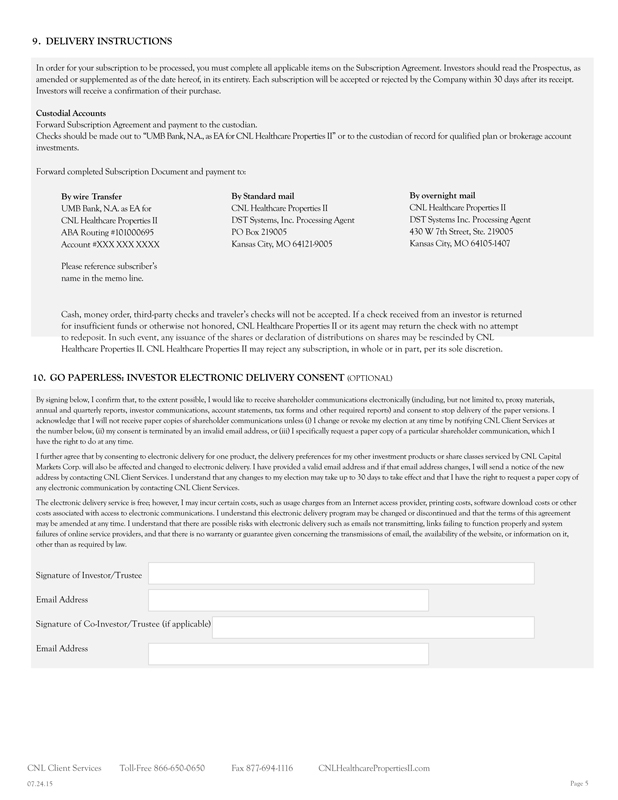 9. DELIVERY INSTRUCTIONS
In order for your subscription to be processed, you must complete all applicable items on the Subscription Agreement. Investors should read the Prospectus, as
amended or supplemented as of the date hereof, in its entirety. Each subscription will be accepted or rejected by the Company within 30 days after its receipt.
Investors will receive a confirmation of their purchase.
Custodial Accounts
Forward Subscription Agreement and payment to the custodian.
Checks should be made out to "UMB Bank, N.A., as EA for CNL Healthcare Properties II" or to the custodian of record for qualified plan or brokerage account
investments.
Forward completed Subscription Document and payment to:
By wire Transfer
UMB Bank, N.A. as EA for
CNL Healthcare Properties II
ABA Routing #101000695
Account #XXX XXX XXXX
Please reference subscriber's
name in the memo line.
By Standard mail
CNL Healthcare Properties II
DST Systems, Inc. Processing Agent
PO Box 219005
Kansas City, MO 64121-9005
By overnight mail
CNL Healthcare Properties II
DST Systems Inc. Processing Agent
430 W 7th Street, Ste. 219005
Kansas City, MO 64105-1407
Cash, money order, third-party checks and traveler's checks will not be accepted. If a check received from an investor is returned
for insufficient funds or otherwise not honored, CNL Healthcare Properties II or its agent may return the check with no attempt
to redeposit. In such event, any issuance of the shares or declaration of distributions on shares may be rescinded by CNL
Healthcare Properties II. CNL Healthcare Properties II may reject any subscription, in whole or in part, per its sole discretion.
10. GO PAPERLESS: INVESTOR ELECTRONIC DELIVERY CONSENT (OPTIONAL)
By signing below, I confirm that, to the extent possible, I would like to receive shareholder communications electronically (including, but not limited to, proxy materials,
annual and quarterly reports, investor communications, account statements, tax forms and other required reports) and consent to stop delivery of the paper versions. I
acknowledge that I will not receive paper copies of shareholder communications unless (i) I change or revoke my election at any time by notifying CNL Client Services at
the number below, (ii) my consent is terminated by an invalid email address, or (iii) I specifically request a paper copy of a particular shareholder communication, which I
have the right to do at any time.
I further agree that by consenting to electronic delivery for one product, the delivery preferences for my other investment products or share classes serviced by CNL Capital
Markets Corp. will also be affected and changed to electronic delivery. I have provided a valid email address and if that email address changes, I will send a notice of the new
address by contacting CNL Client Services. I understand that any changes to my election may take up to 30 days to take effect and that I have the right to request a paper copy of
any electronic communication by contacting CNL Client Services.
The electronic delivery service is free; however, I may incur certain costs, such as usage charges from an Internet access provider, printing costs, software download costs or other
costs associated with access to electronic communications. I understand this electronic delivery program may be changed or discontinued and that the terms of this agreement
may be amended at any time. I understand that there are possible risks with electronic delivery such as emails not transmitting, links failing to function properly and system
failures of online service providers, and that there is no warranty or guarantee given concerning the transmissions of email, the availability of the website, or information on it,
other than as required by law.
Signature of Investor/Trustee
Email Address
Signature of Co-Investor/Trustee (if applicable)
Email Address
CNL Client Services Toll-Free 866-650-0650 Fax 877-694-1116 CNLHealthcarePropertiesII.com
07.24.15 Page 5